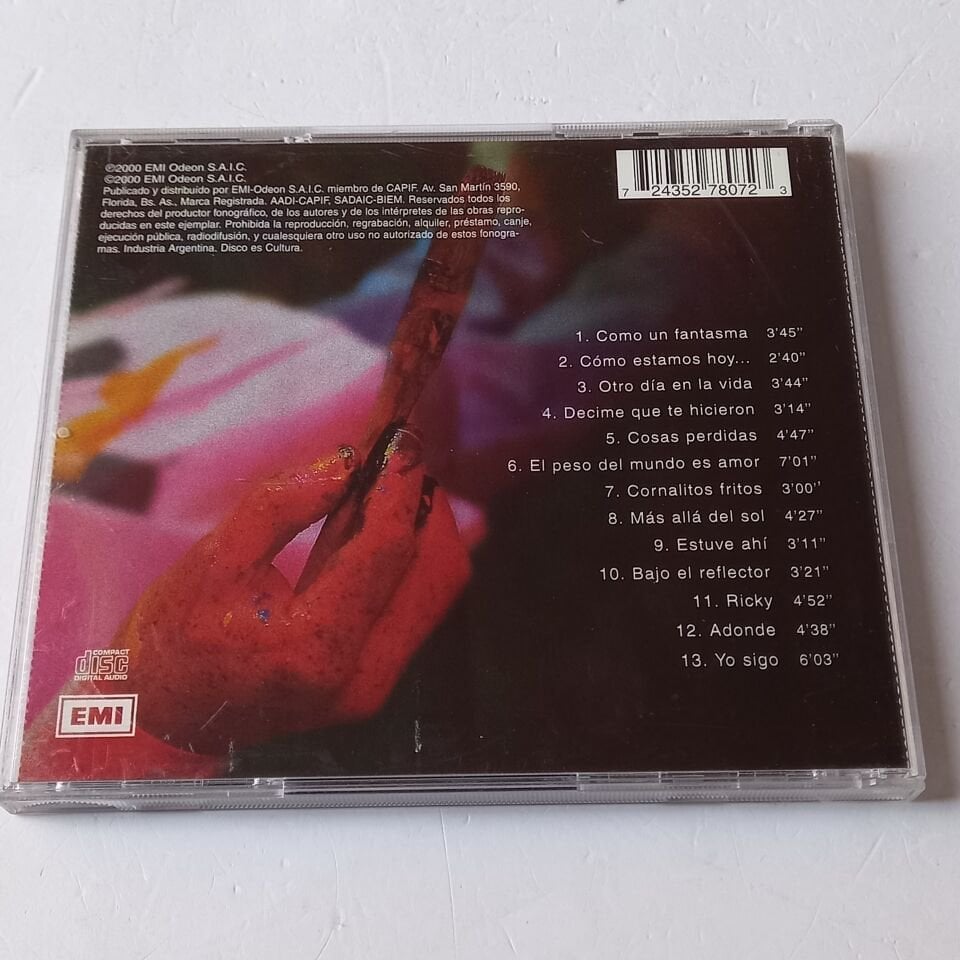 ℗2000 EMI Odeon S.A.I.C.
©2000 EMI Odeon S.A.I.C.
Publicado y distribuído por EMI-Odeon S.A.I.C. miembro de CAPIF. Av. San Martín 3590,
Florida, Bs. As., Marca Registrada. AADI-CAPIF, SADAIC-BIEM. Reservados todos los
derechos del productor fonográfico, de los autores y de los intérpretes de las obras repro-
ducidas en este ejemplar. Prohibida la reproducción, regrabación, alquiler, préstamo, canje,
ejecución pública, radiodifusión, y cualesquiera otro uso no autorizado de estos fonogra-
mas. Industria Argentina. Disco es Cultura.
7 24352 78072 3
1. Como un fantasma 3'45"
2. Cómo estamos hoy... 2'40"
3. Otro día en la vida 3'44"
4. Decime que te hicieron 3'14"
5. Cosas perdidas 4'47"
6. El peso del mundo es amor 7'01"
7. Cornalitos fritos 3'00"
8. Más allá del sol 4'27"
9. Estuve ahí 3'11"
10. Bajo el reflector 3'21"
11. Ricky 4'52"
12. Adonde 4'38"
13. Yo sigo 6'03"
COMPACT
disc
DIGITAL AUDIO
EMI